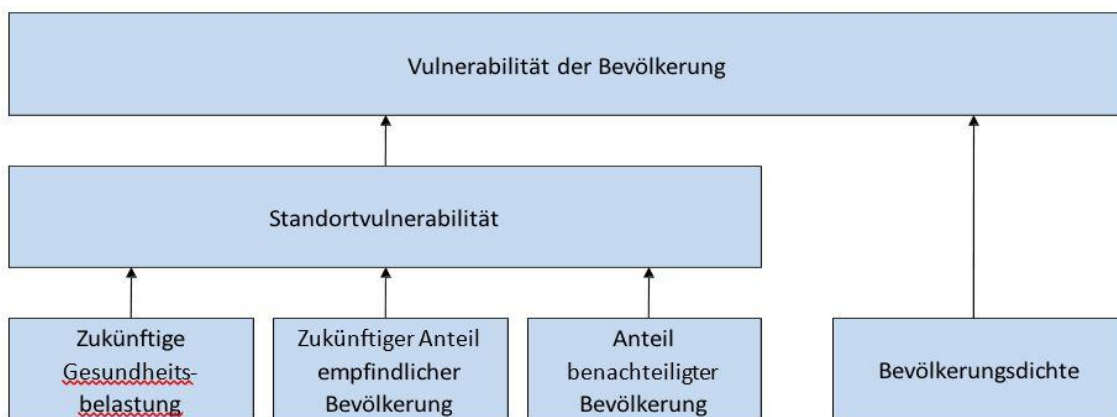 Vulnerabilität der Bevölkerung
Standortvulnerabilität
Zukünftige
Gesundheits-
belastung
Zukünftiger Anteil
empfindlicher
Bevölkerung
Anteil
benachteiligter
Bevölkerung
Bevölkerungsdichte